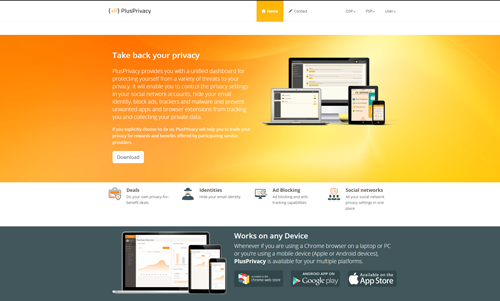 PlusPrivacy
Home
Contact
OSP
PSP
User
Take back your privacy
PlusPrivacy provides you with a unified dashboard for
protecting yourself from a variety of threats to your
privacy. It will enable you to control the privacy settings
in your social network accounts, hide your email
identity, block ads, trackers and malware and prevent
unwanted apps and browser extensions from tracking
you and collecting your private data.
If you explicitly choose to do so, PlusPrivacy will help you to trade your
privacy for rewards and benefits offered by participating service
providers.
Download
Deals
Do your own privacy-for-
benefit deals
Identities
Hide your email identity
Ad Blocking
Ad blocking and anti-
tracking capabilities
Social networks
All your social network
privacy settings in one
place
Works on any Device
Whenever if you are using a Chrome browser on a laptop or PC
or you're using a mobile device (Apple or Android devices),
PlusPrivacy is available for your multiple platforms.
chrome web store
ANDROID APP ON
Google play
Available on the
App Store